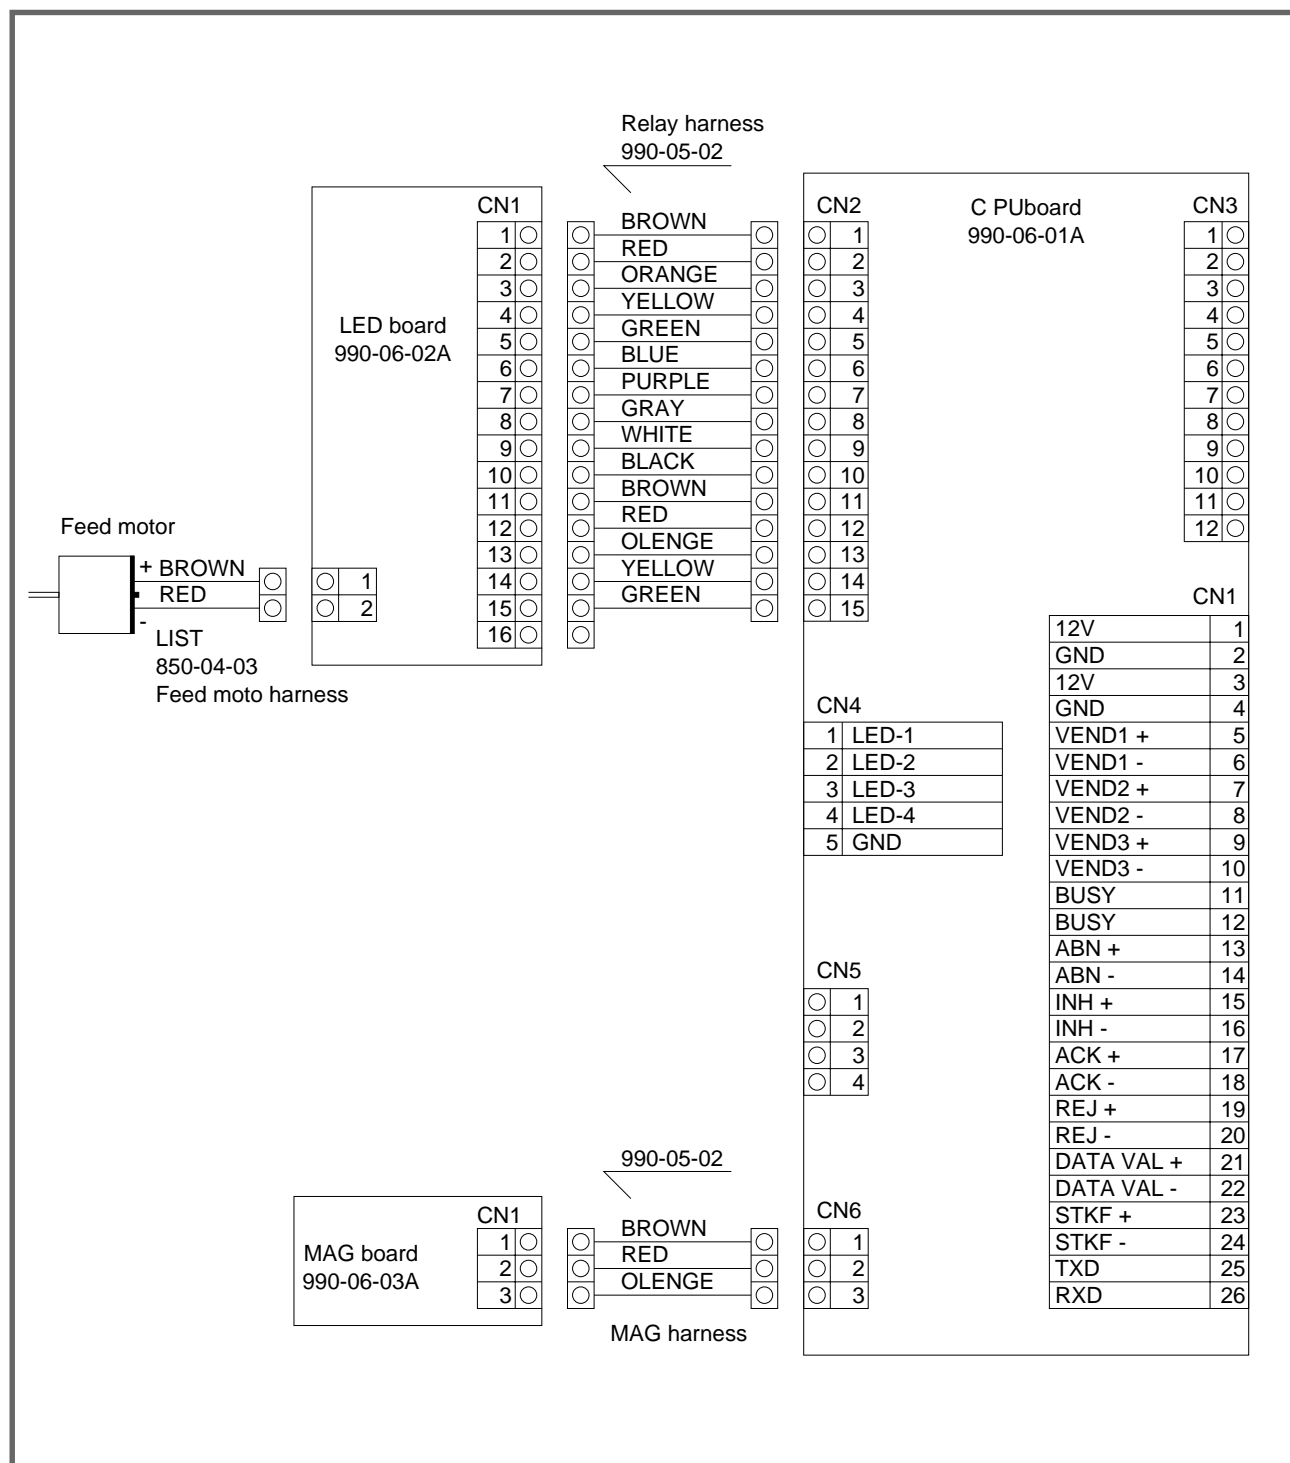 Relay harness
990-05-02
CN1
LED board
990-06-02A
1
2
3
4
5
6
7
8
9
10
11
12
13
14
15
16
BROWN
RED
ORANGE
YELLOW
GREEN
BLUE
PURPLE
GRAY
WHITE
BLACK
BROWN
RED
OLENGE
YELLOW
GREEN
CN2
1
2
3
4
5
6
7
8
9
10
11
12
13
14
15
C PUboard
990-06-01A
CN3
1
2
3
4
5
6
7
8
9
10
11
12
Feed motor
+ BROWN
RED
-
1
2
LIST
850-04-03
Feed moto harness
CN1
12V 1
GND 2
12V 3
GND 4
VEND1 + 5
VEND1 - 6
VEND2 + 7
VEND2 - 8
VEND3 + 9
VEND3 - 10
BUSY 11
BUSY 12
ABN + 13
ABN - 14
INH + 15
INH - 16
ACK + 17
ACK - 18
REJ + 19
REJ - 20
DATA VAL + 21
DATA VAL - 22
STKF + 23
STKF - 24
TXD 25
RXD 26
CN4
1 LED-1
2 LED-2
3 LED-3
4 LED-4
5 GND
CN5
1
2
3
4
990-05-02
CN1
MAG board
990-06-03A
1
2
3
BROWN
RED
OLENGE
MAG harness
CN6
1
2
3